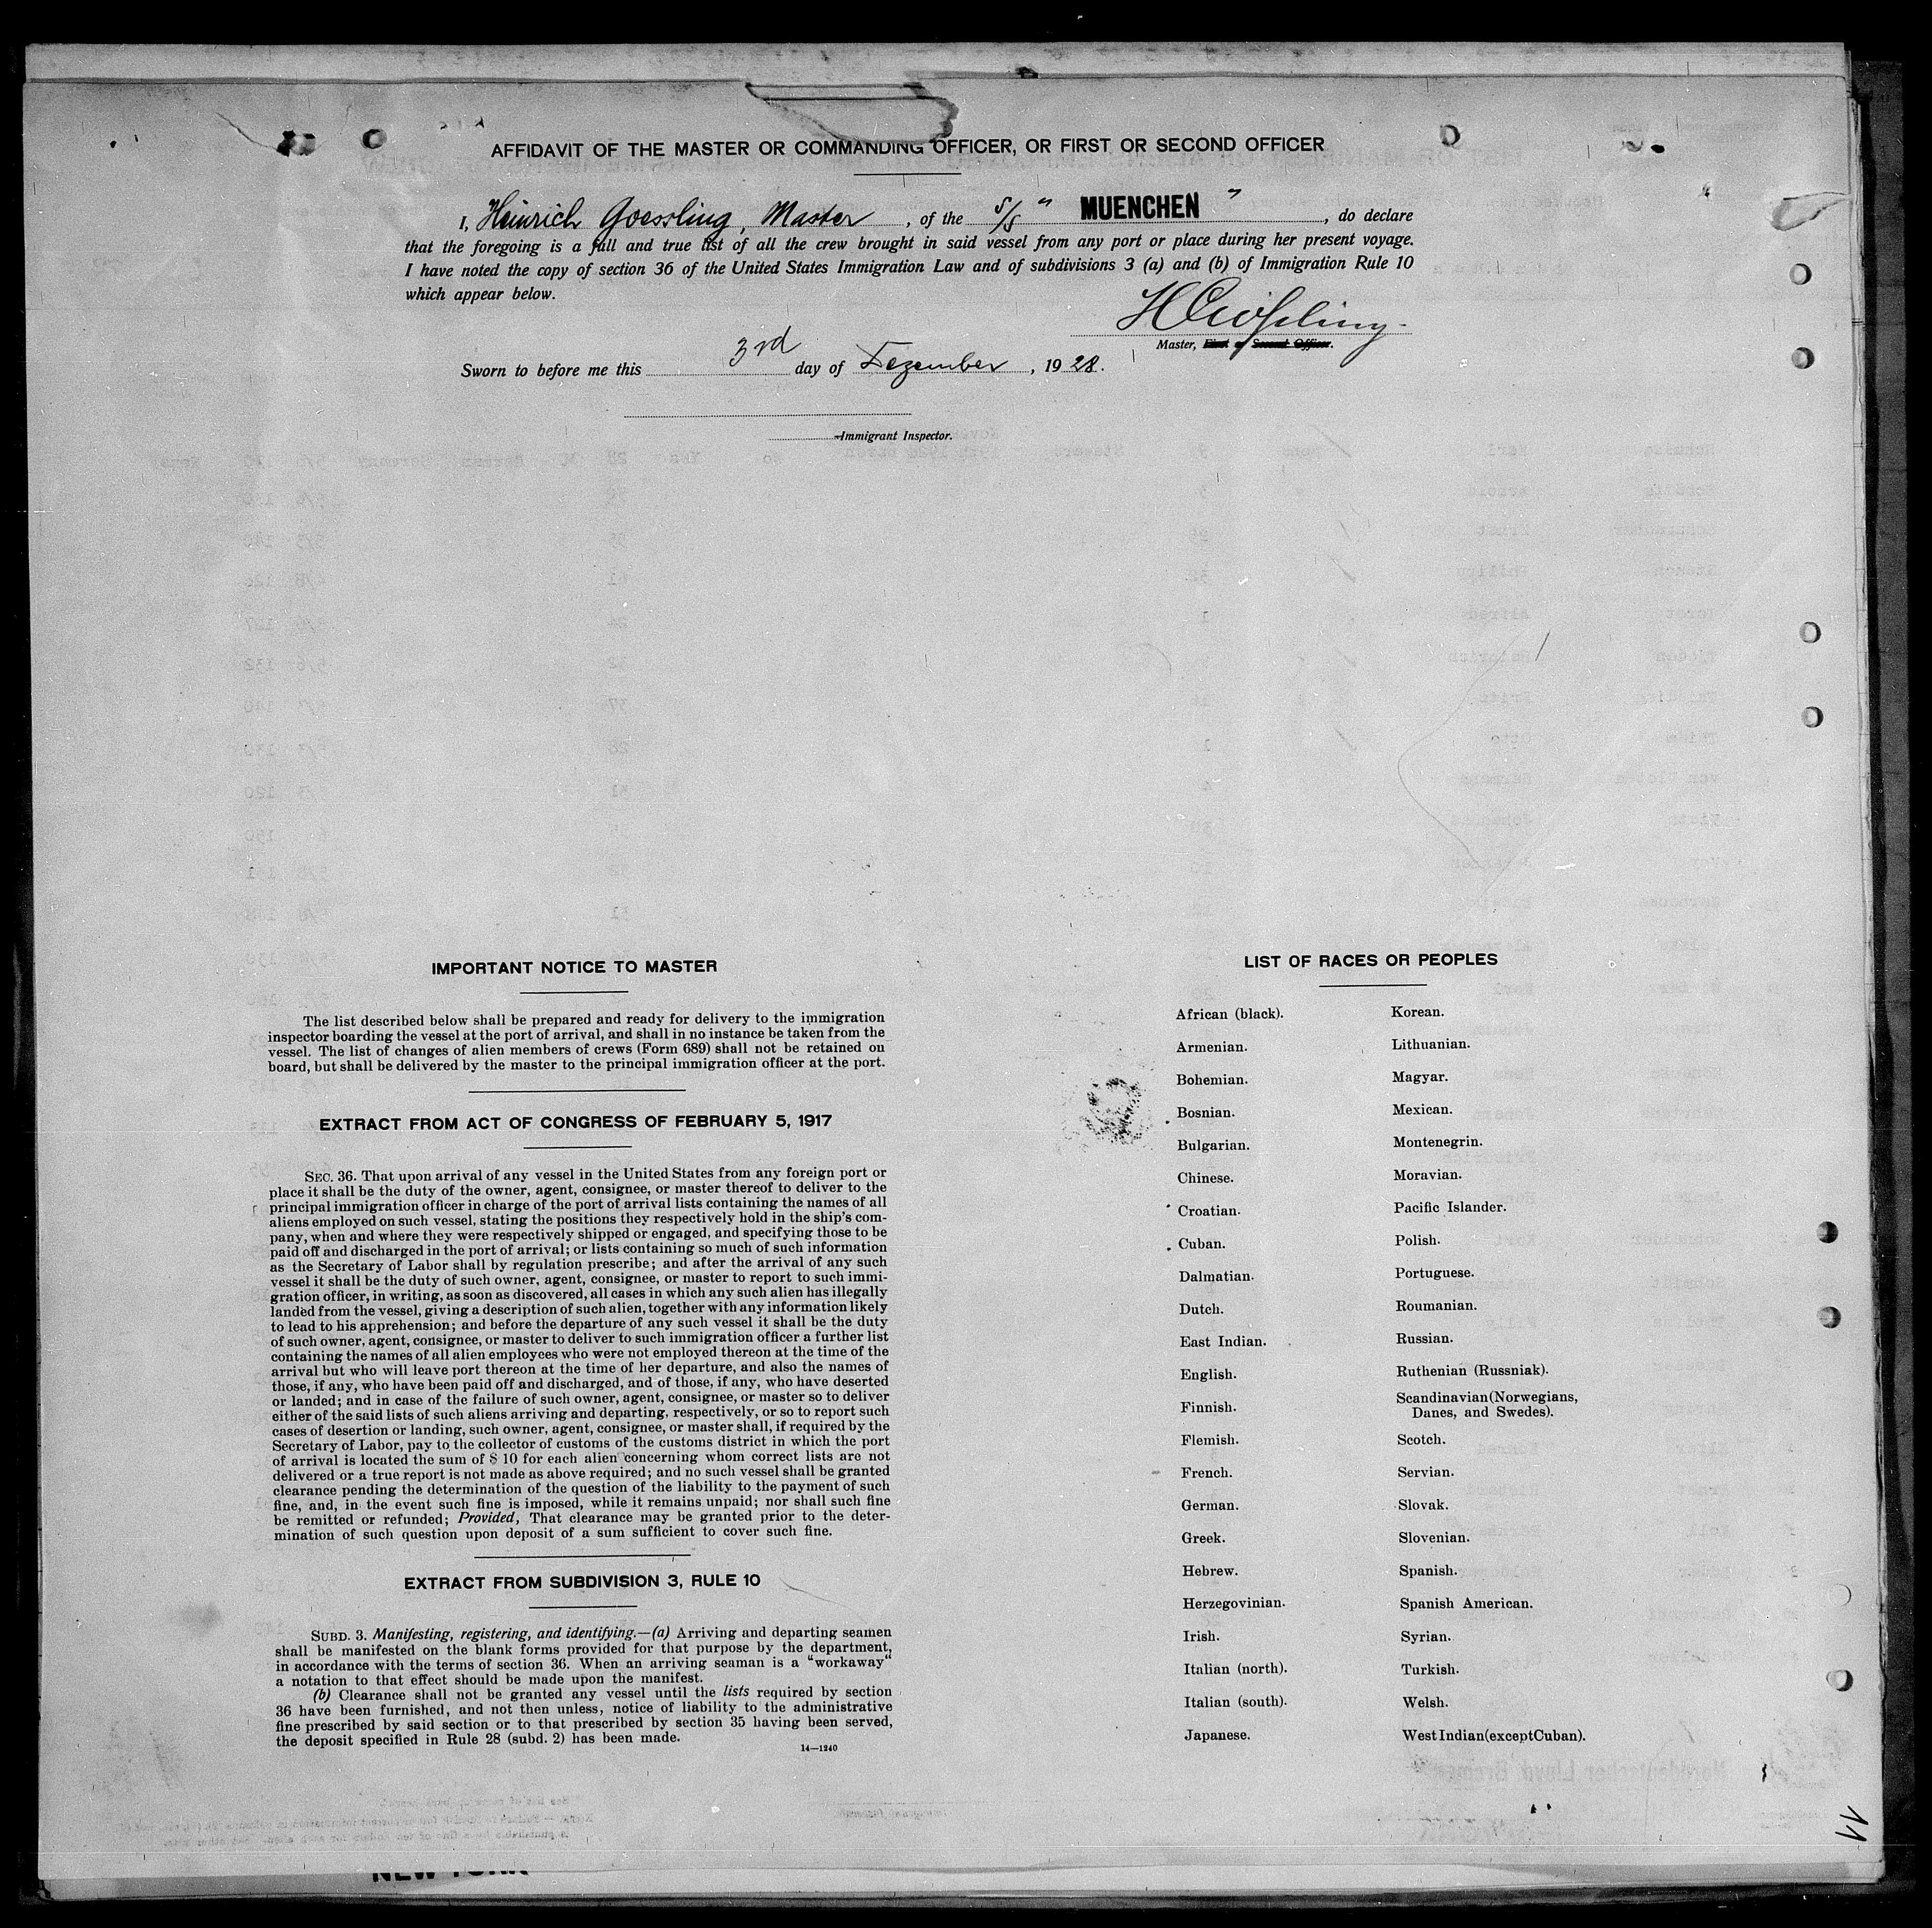 AFFIDAVIT OF THE MASTER OR COMMANDING OFFICER, OR FIRST OR SECOND OFFICER
I, Heinrich Goessling, Master, of the S/S " MUENCHEN ", do declare
that the foregoing is a full and true list of all the crew brought in said vessel from any port or place during her present voyage.
I have noted the copy of section 36 of the United States Immigration Law and of subdivisions 3 (a) and (b) of Immigration Rule 10
which appear below.
H Goessling.
Master, First or Second Officer.
Sworn to before me this 3rd day of Dezember, 1928.
Immigrant Inspector.
IMPORTANT NOTICE TO MASTER
The list described below shall be prepared and ready for delivery to the immigration
inspector boarding the vessel at the port of arrival, and shall in no instance be taken from the
vessel. The list of changes of alien members of crews (Form 689) shall not be retained on
board, but shall be delivered by the master to the principal immigration officer at the port.
EXTRACT FROM ACT OF CONGRESS OF FEBRUARY 5, 1917
SEC. 36. That upon arrival of any vessel in the United States from any foreign port or
place it shall be the duty of the owner, agent, consignee, or master thereof to deliver to the
principal immigration officer in charge of the port of arrival lists containing the names of all
aliens employed on such vessel, stating the positions they respectively hold in the ship's com-
pany, when and where they were respectively shipped or engaged, and specifying those to be
paid off and discharged in the port of arrival; or lists containing so much of such information
as the Secretary of Labor shall by regulation prescribe; and after the arrival of any such
vessel it shall be the duty of such owner, agent, consignee, or master to report to such immi-
gration officer, in writing, as soon as discovered, all cases in which any such alien has illegally
landed from the vessel, giving a description of such alien, together with any information likely
to lead to his apprehension; and before the departure of any such vessel it shall be the duty
of such owner, agent, consignee, or master to deliver to such immigration officer a further list
containing the names of all alien employees who were not employed thereon at the time of the
arrival but who will leave port thereon at the time of her departure, and also the names of
those, if any, who have been paid off and discharged, and of those, if any, who have deserted
or landed; and in case of the failure of such owner, agent, consignee, or master so to deliver
either of the said lists of such aliens arriving and departing, respectively, or so to report such
cases of desertion or landing, such owner, agent, consignee, or master shall, if required by the
Secretary of Labor, pay to the collector of customs of the customs district in which the port
of arrival is located the sum of $ 10 for each alien concerning whom correct lists are not
delivered or a true report is not made as above required; and no such vessel shall be granted
clearance pending the determination of the question of the liability to the payment of such
fine, and, in the event such fine is imposed, while it remains unpaid; nor shall such fine
be remitted or refunded; Provided, That clearance may be granted prior to the deter-
mination of such question upon deposit of a sum sufficient to cover such fine.
EXTRACT FROM SUBDIVISION 3, RULE 10
SUBD. 3. Manifesting, registering, and identifying.—(a) Arriving and departing seamen
shall be manifested on the blank forms provided for that purpose by the department,
in accordance with the terms of section 36. When an arriving seaman is a "workaway"
a notation to that effect should be made upon the manifest.
(b) Clearance shall not be granted any vessel until the lists required by section
36 have been furnished, and not then unless, notice of liability to the administrative
fine prescribed by said section or to that prescribed by section 35 having been served,
the deposit specified in Rule 28 (subd. 2) has been made.
14—1240
LIST OF RACES OR PEOPLES
African (black).
Armenian.
Bohemian.
Bosnian.
Bulgarian.
Chinese.
Croatian.
Cuban.
Dalmatian.
Dutch.
East Indian.
English.
Finnish.
Flemish.
French.
German.
Greek.
Hebrew.
Herzegovinian.
Irish.
Italian (north).
Italian (south).
Japanese.
Korean.
Lithuanian.
Magyar.
Mexican.
Montenegrin.
Moravian.
Pacific Islander.
Polish.
Portuguese.
Roumanian.
Russian.
Ruthenian (Russniak).
Scandinavian (Norwegians,
Danes, and Swedes).
Scotch.
Servian.
Slovak.
Slovenian.
Spanish.
Spanish American.
Syrian.
Turkish.
Welsh.
West Indian (except Cuban).
11
NEW YORK